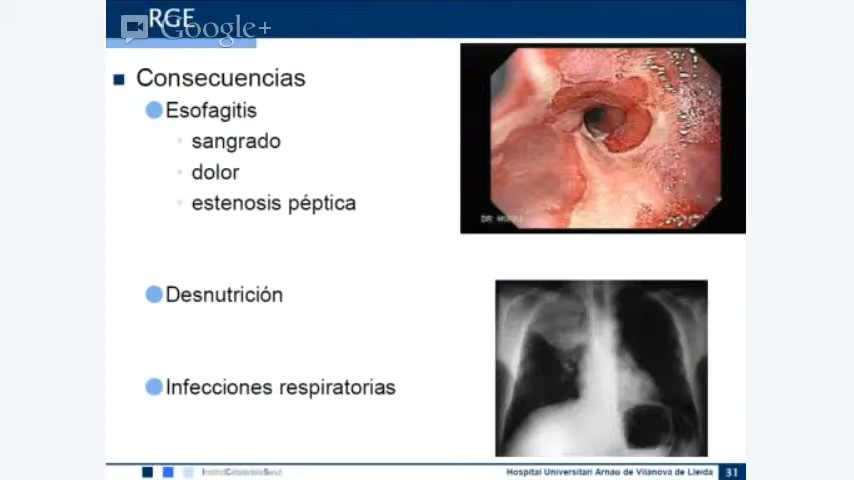 RGE
Google+
Consecuencias
Esofagitis
sangrado
dolor
estenosis péptica
Desnutrición
Infecciones respiratorias
Hospital Universitari Arnau de Vilanova de Lleida 31